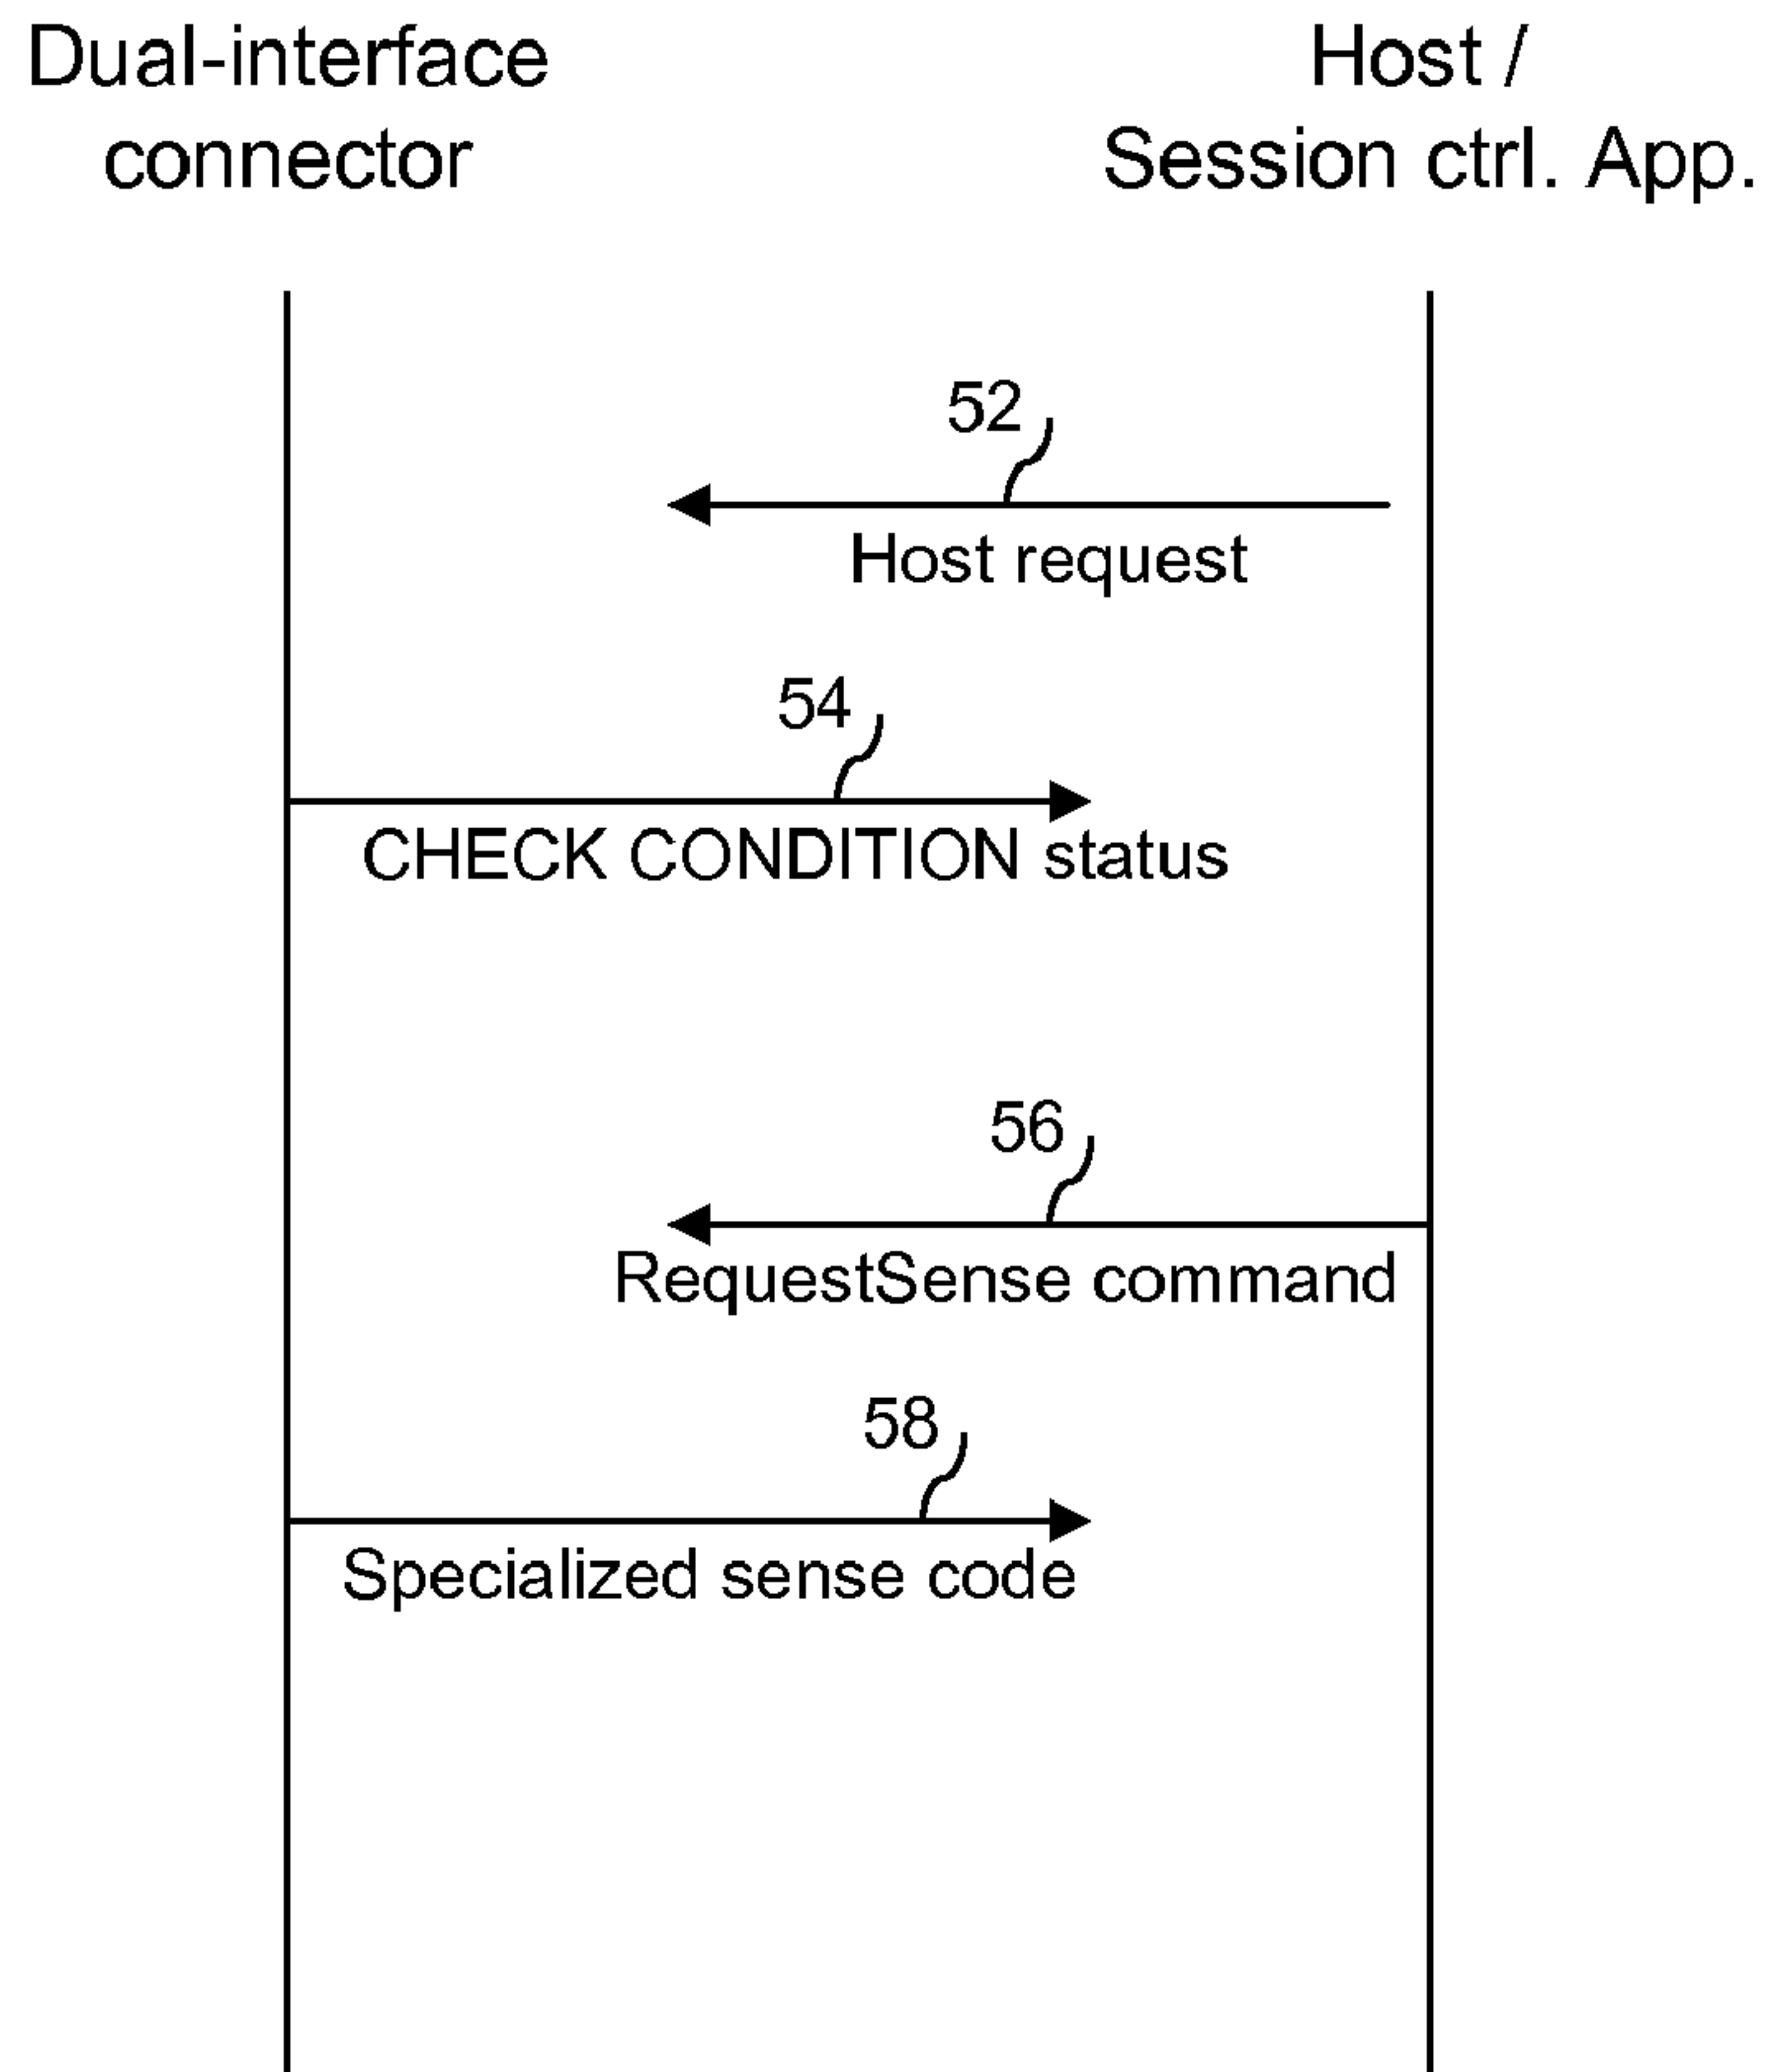 Dual-interface
connector
Host /
Session ctrl. App.
52
Host request
54
CHECK CONDITION status
56
RequestSense command
58
Specialized sense code